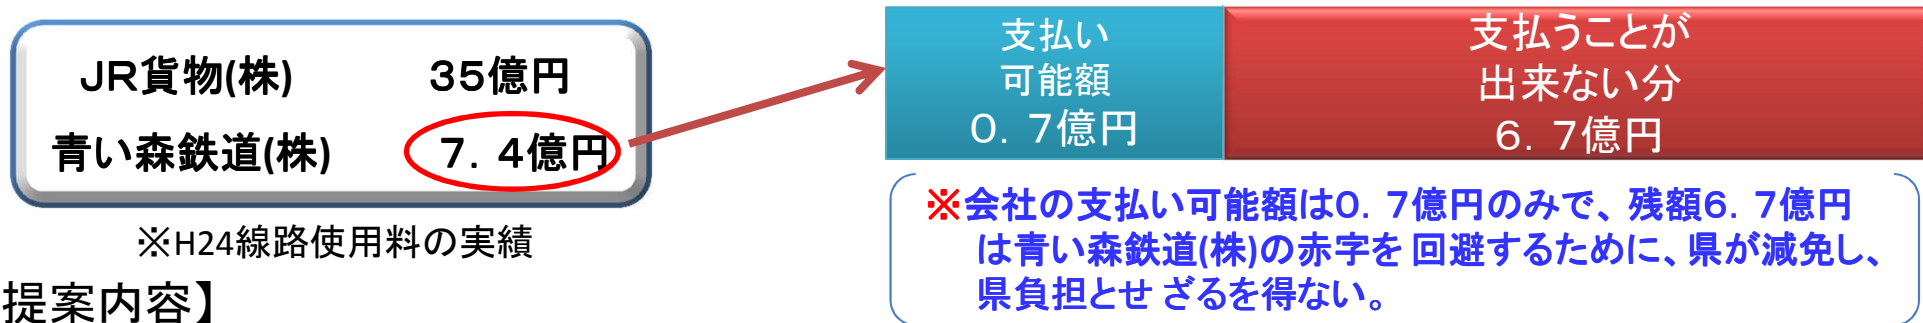 JR貨物(株) 35億円
青い森鉄道(株) 7．4億円
※H24線路使用料の実績
支払い
可能額
0．7億円
支払うことが
出来ない分
6．7億円
※会社の支払い可能額は0．7億円のみで、残額6．7億円
は青い森鉄道(株)の赤字を回避するために、県が減免し、
県負担とせざるを得ない。
提案内容】